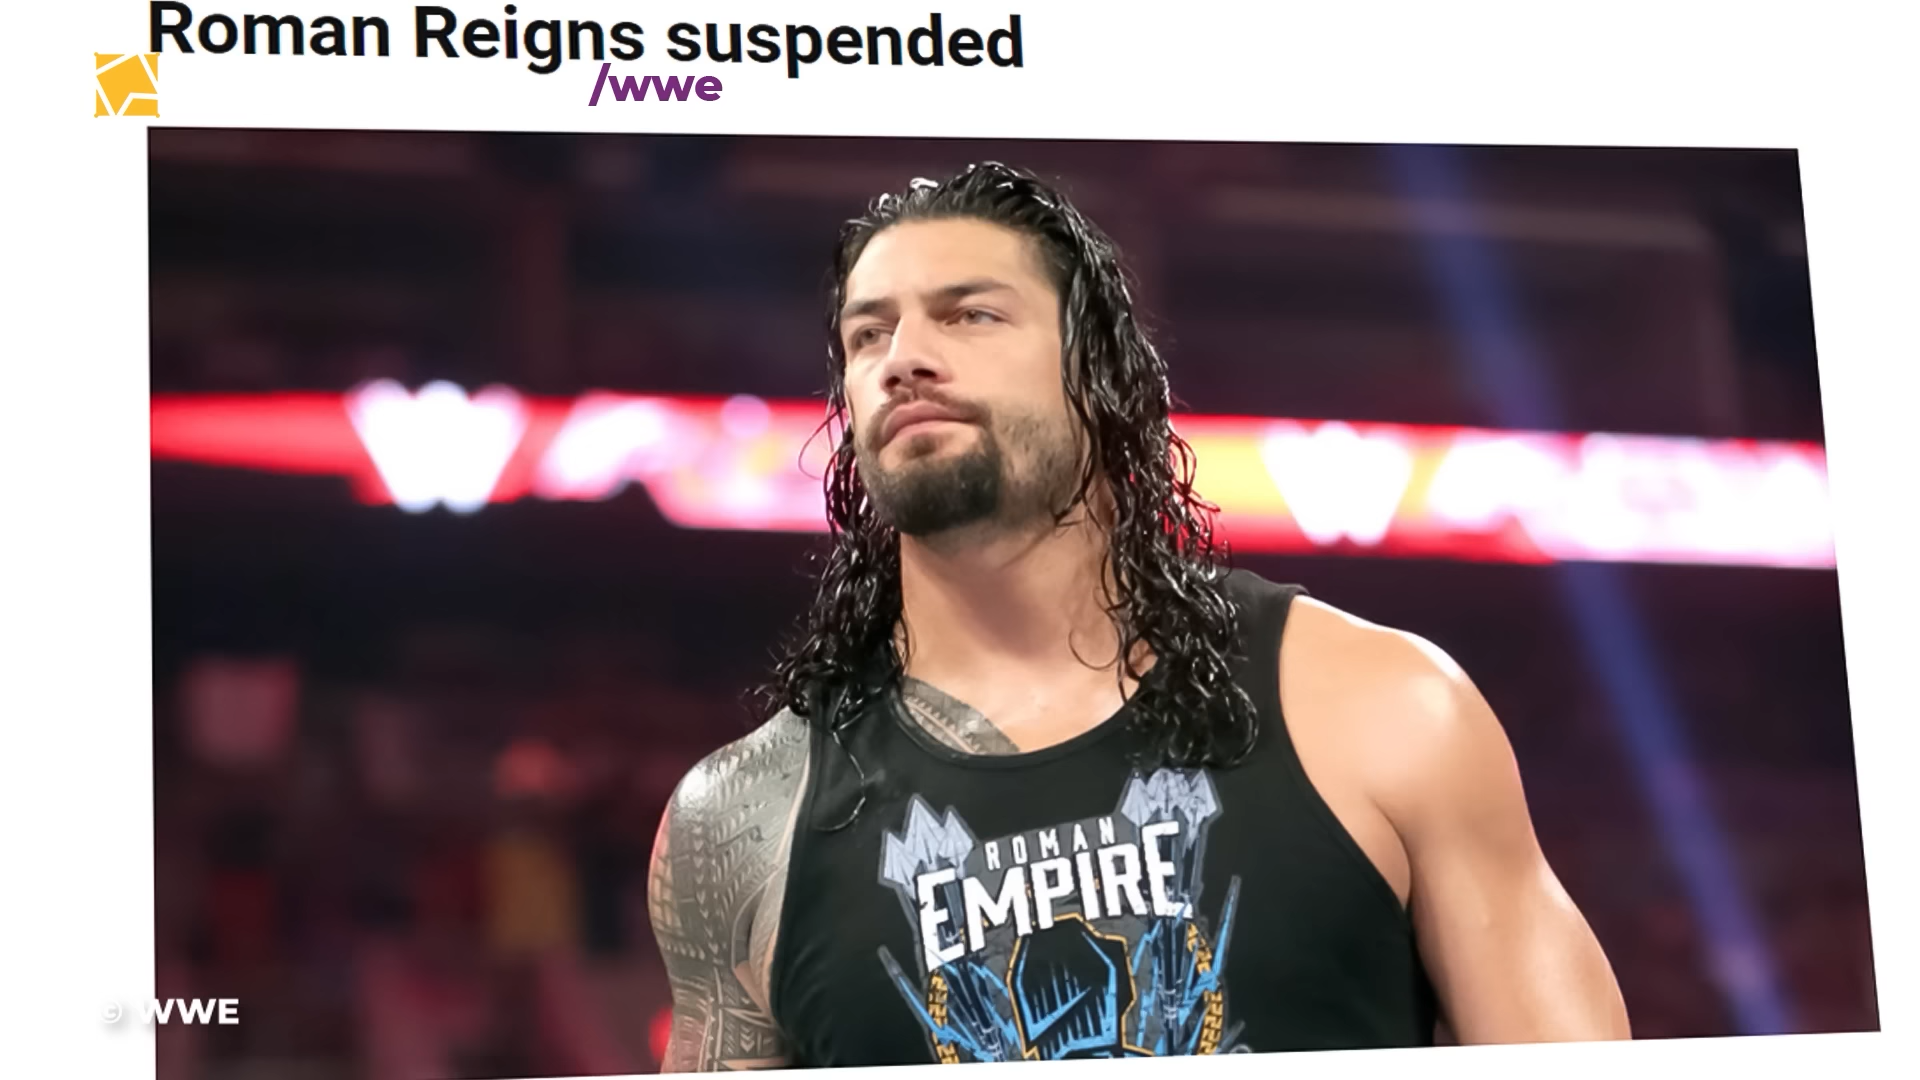 Roman Reigns suspended
/wwe
ROMAN
EMPIRE
© WWE